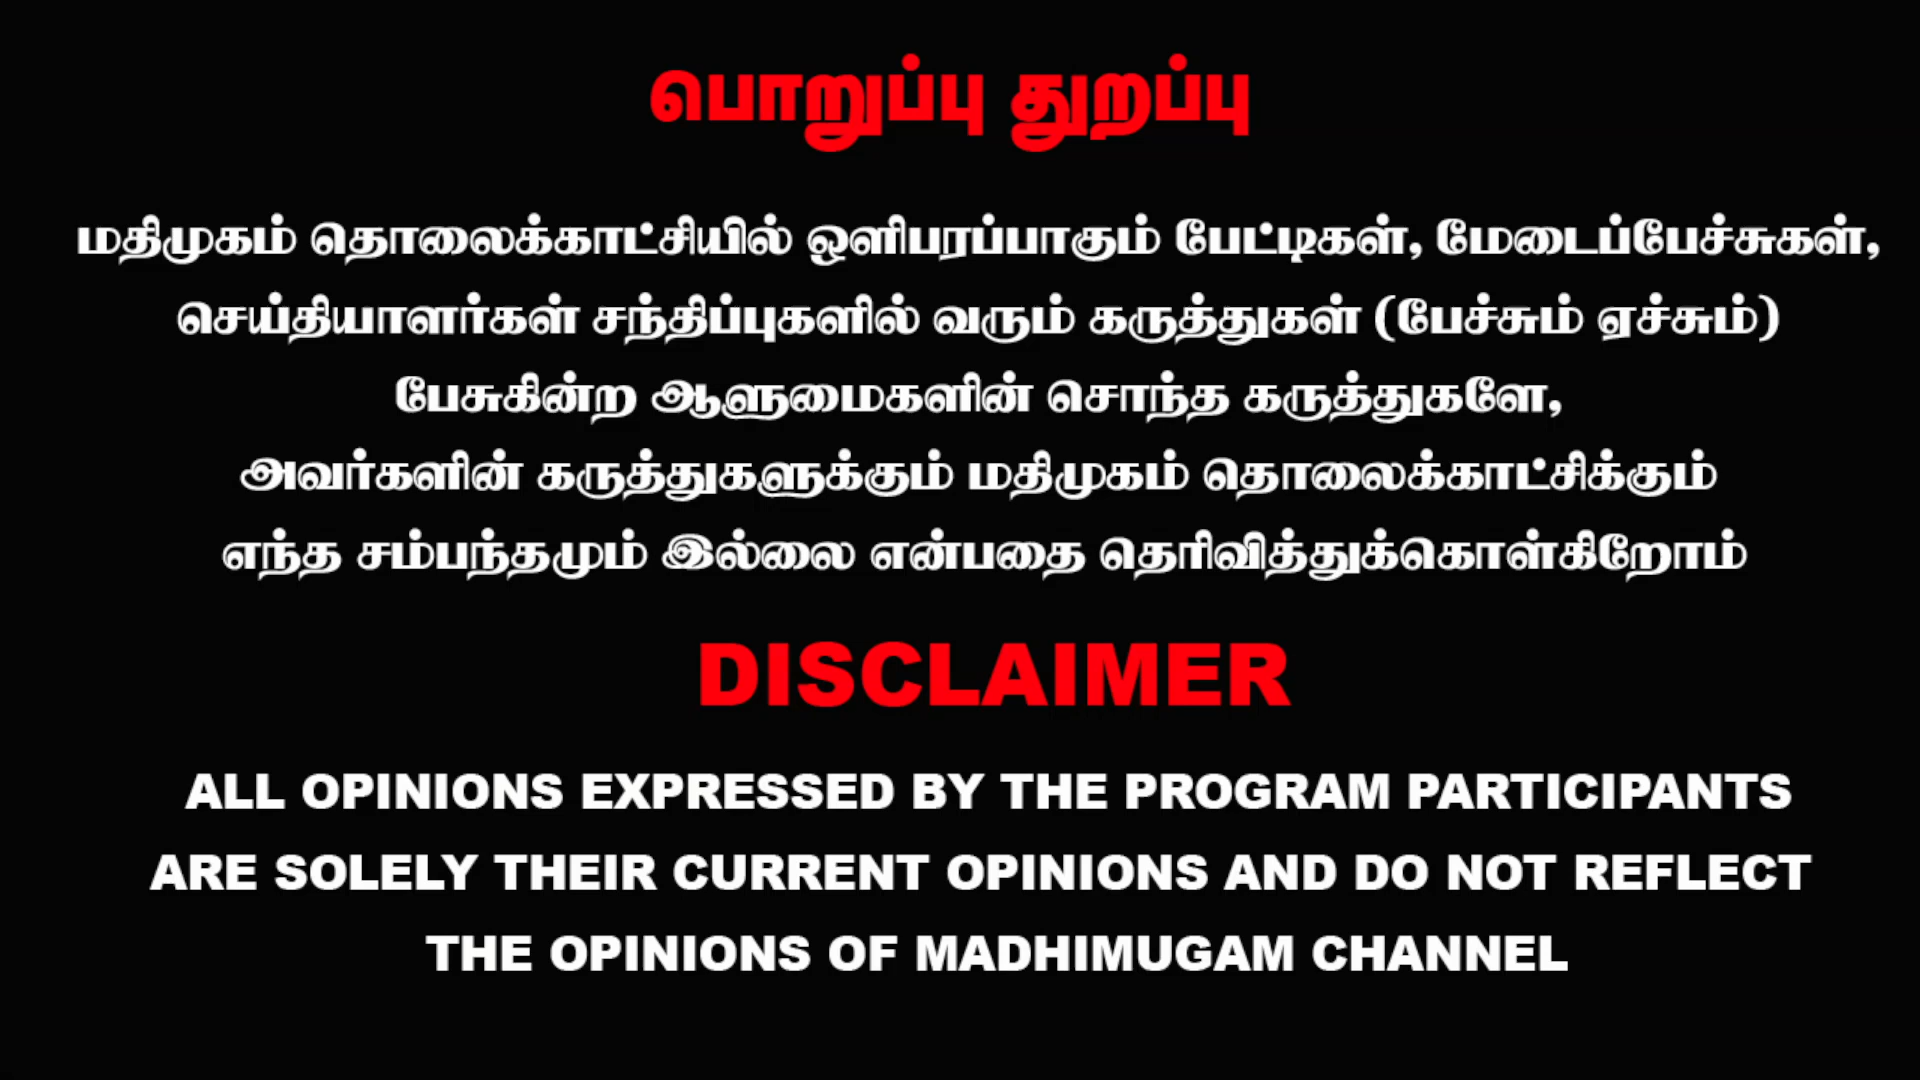 பொறுப்பு துறப்பு
மதிமுகம் தொலைக்காட்சியில் ஒளிபரப்பாகும் பேட்டிகள், மேடைப்பேச்சுகள்,
செய்தியாளர்கள் சந்திப்புகளில் வரும் கருத்துகள் (பேச்சும் ஏச்சும்)
பேசுகின்ற ஆளுமைகளின் சொந்த கருத்துகளே,
அவர்களின் கருத்துகளுக்கும் மதிமுகம் தொலைக்காட்சிக்கும்
எந்த சம்பந்தமும் இல்லை என்பதை தெரிவித்துக்கொள்கிறோம்
DISCLAIMER
ALL OPINIONS EXPRESSED BY THE PROGRAM PARTICIPANTS
ARE SOLELY THEIR CURRENT OPINIONS AND DO NOT REFLECT
THE OPINIONS OF MADHIMUGAM CHANNEL